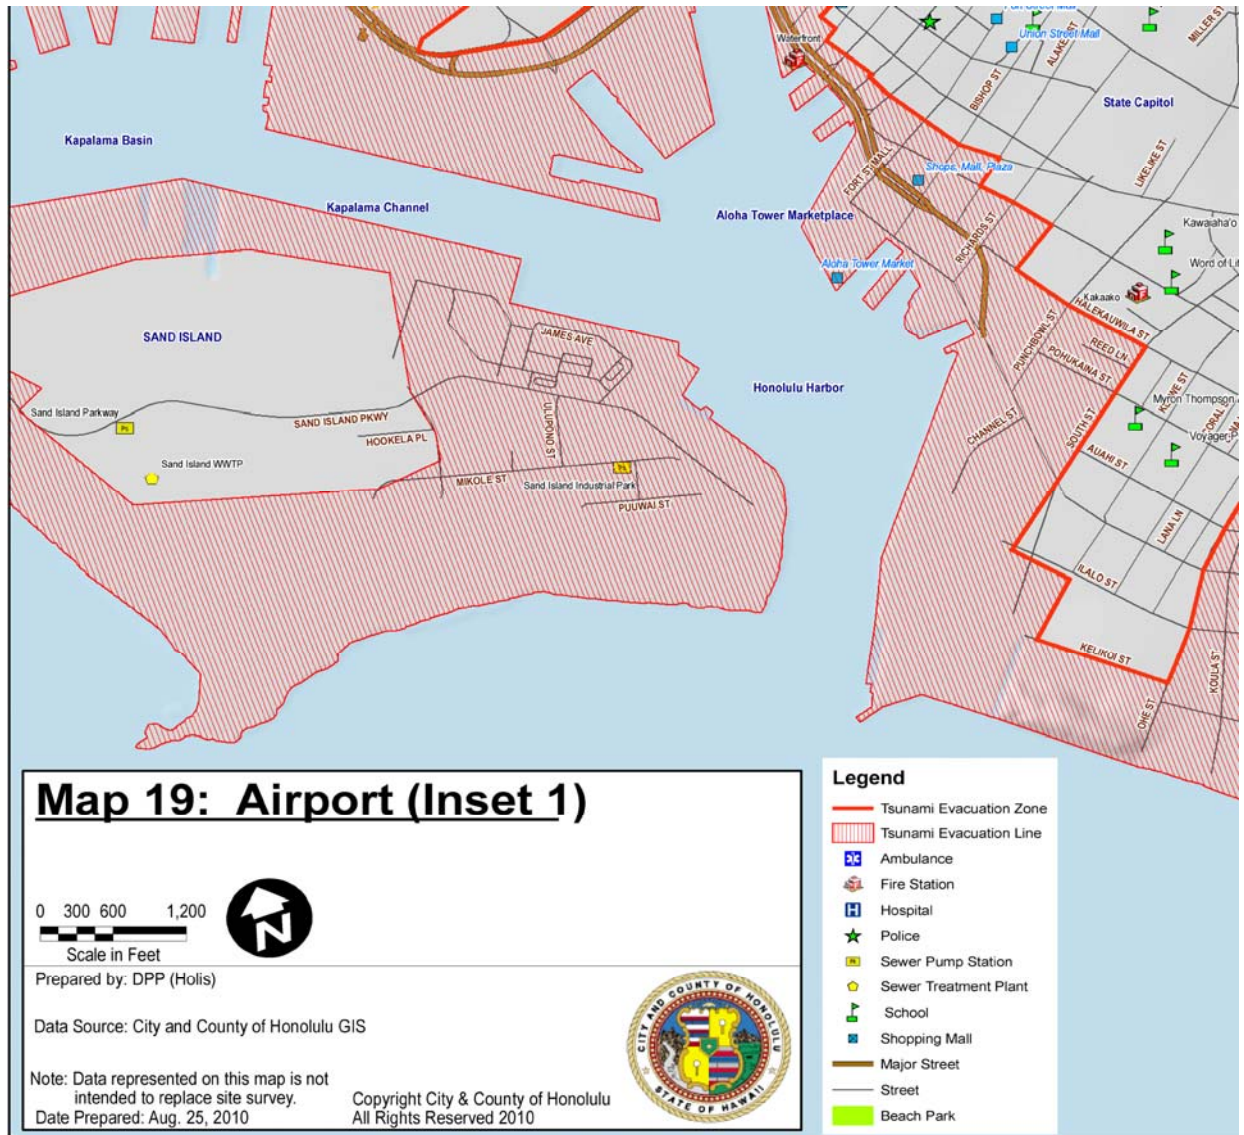 Fort Street Mall
Union Street Mall
ALAKEA ST
MILLER ST
Waterfront
BISHOP ST
State Capitol
Kapalama Basin
LIKELIKE ST
FORT ST MALL
Shops, Mall, Plaza
Kapalama Channel
Aloha Tower Marketplace
RICHARDS ST
Kawaiaha'o
Aloha Tower Market
Word of Lif
Kakaako
HALEKAUWILA ST
PUNCHBOWL ST
REED LN
POHUKAINA ST
SAND ISLAND
JAMES AVE
Honolulu Harbor
KEAWE ST
Myron Thompson
CORAL S
Sand Island Parkway
SAND ISLAND PKWY
HOOKELA PL
ULUPONO ST
CHANNEL ST
SOUTH ST
Voyager P
AUAHI ST
Sand Island WWTP
MIKOLE ST
Sand Island Industrial Park
PUUWAI ST
LANA LN
ILALO ST
KELIKOI ST
KOULA ST
OHE ST
Map 19: Airport (Inset 1)
0 300 600 1,200
Scale in Feet
N
Prepared by: DPP (Holis)
Data Source: City and County of Honolulu GIS
Note: Data represented on this map is not
intended to replace site survey.
Date Prepared: Aug. 25, 2010
Copyright City & County of Honolulu
All Rights Reserved 2010
CITY AND COUNTY OF HONOLULU
STATE OF HAWAII
Legend
Tsunami Evacuation Zone
Tsunami Evacuation Line
Ambulance
Fire Station
H Hospital
Police
PS Sewer Pump Station
Sewer Treatment Plant
School
Shopping Mall
Major Street
Street
Beach Park